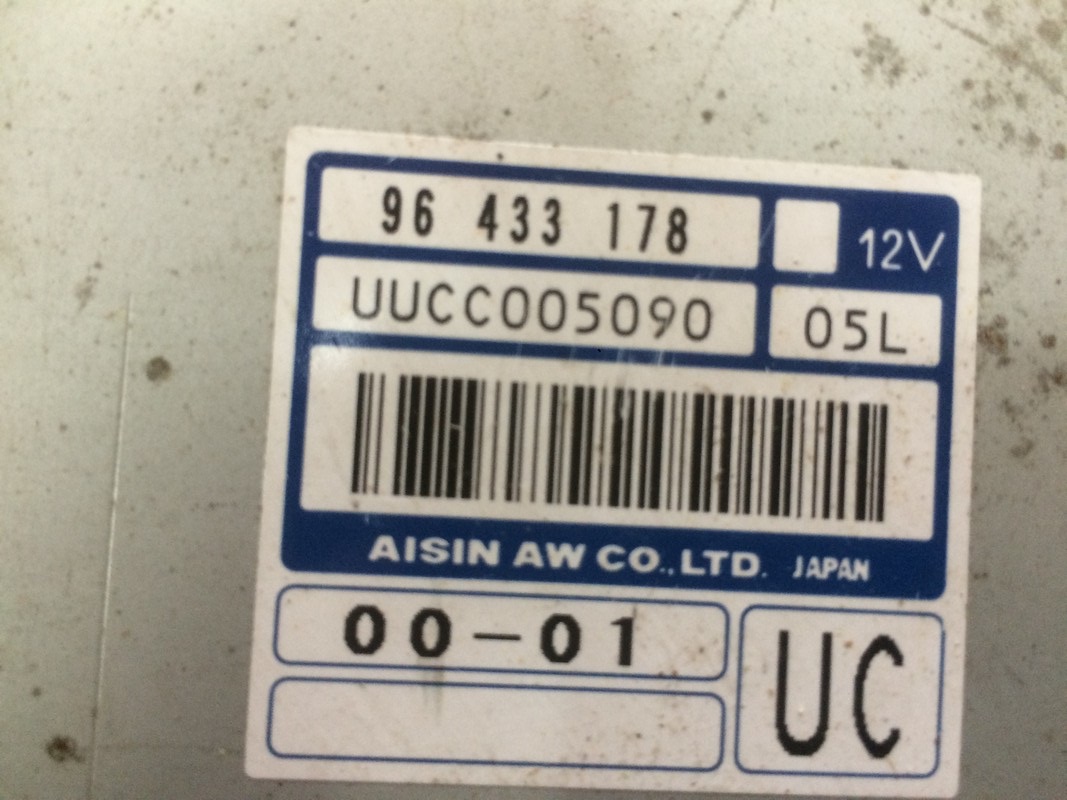 96 433 178
12V
UUCC005090
05L
AISIN AW CO.,LTD. JAPAN
00-01
UC